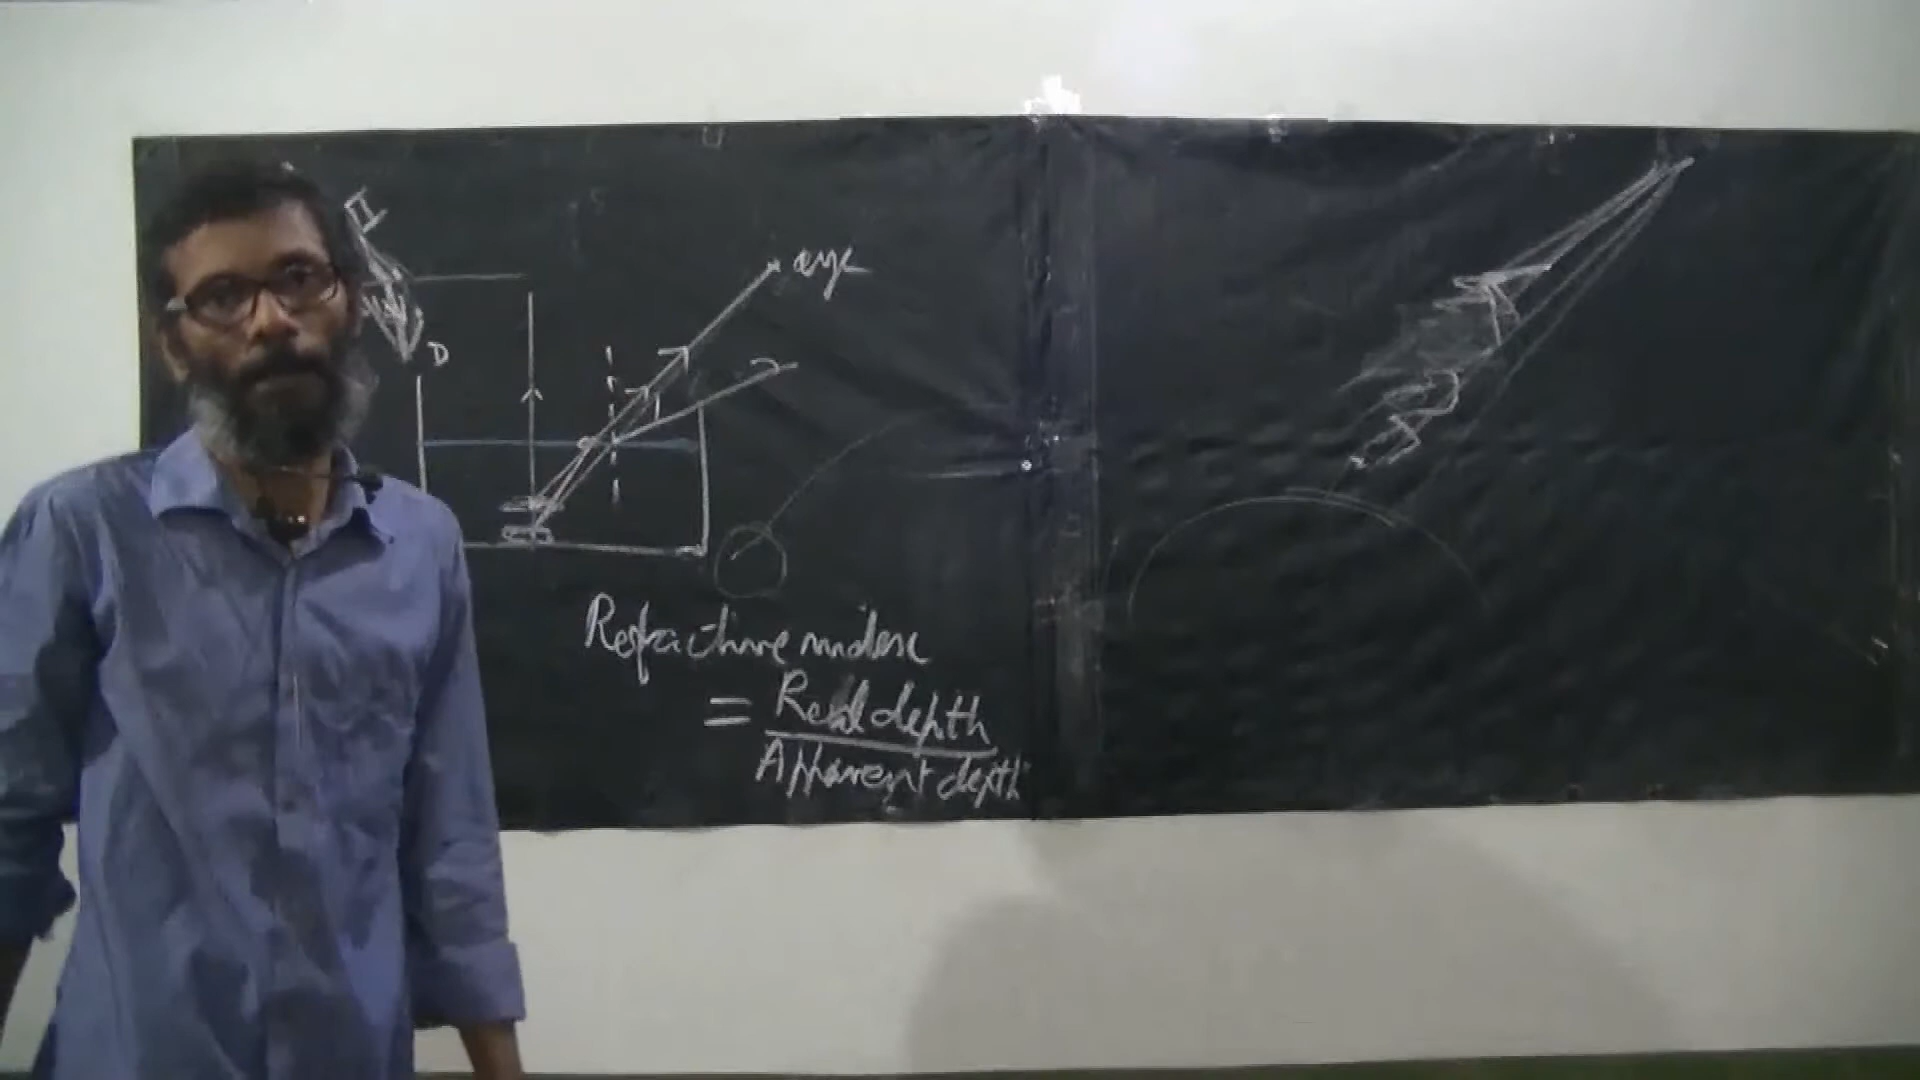 eye
D
Refractive index
= Real depth
Apparent depth